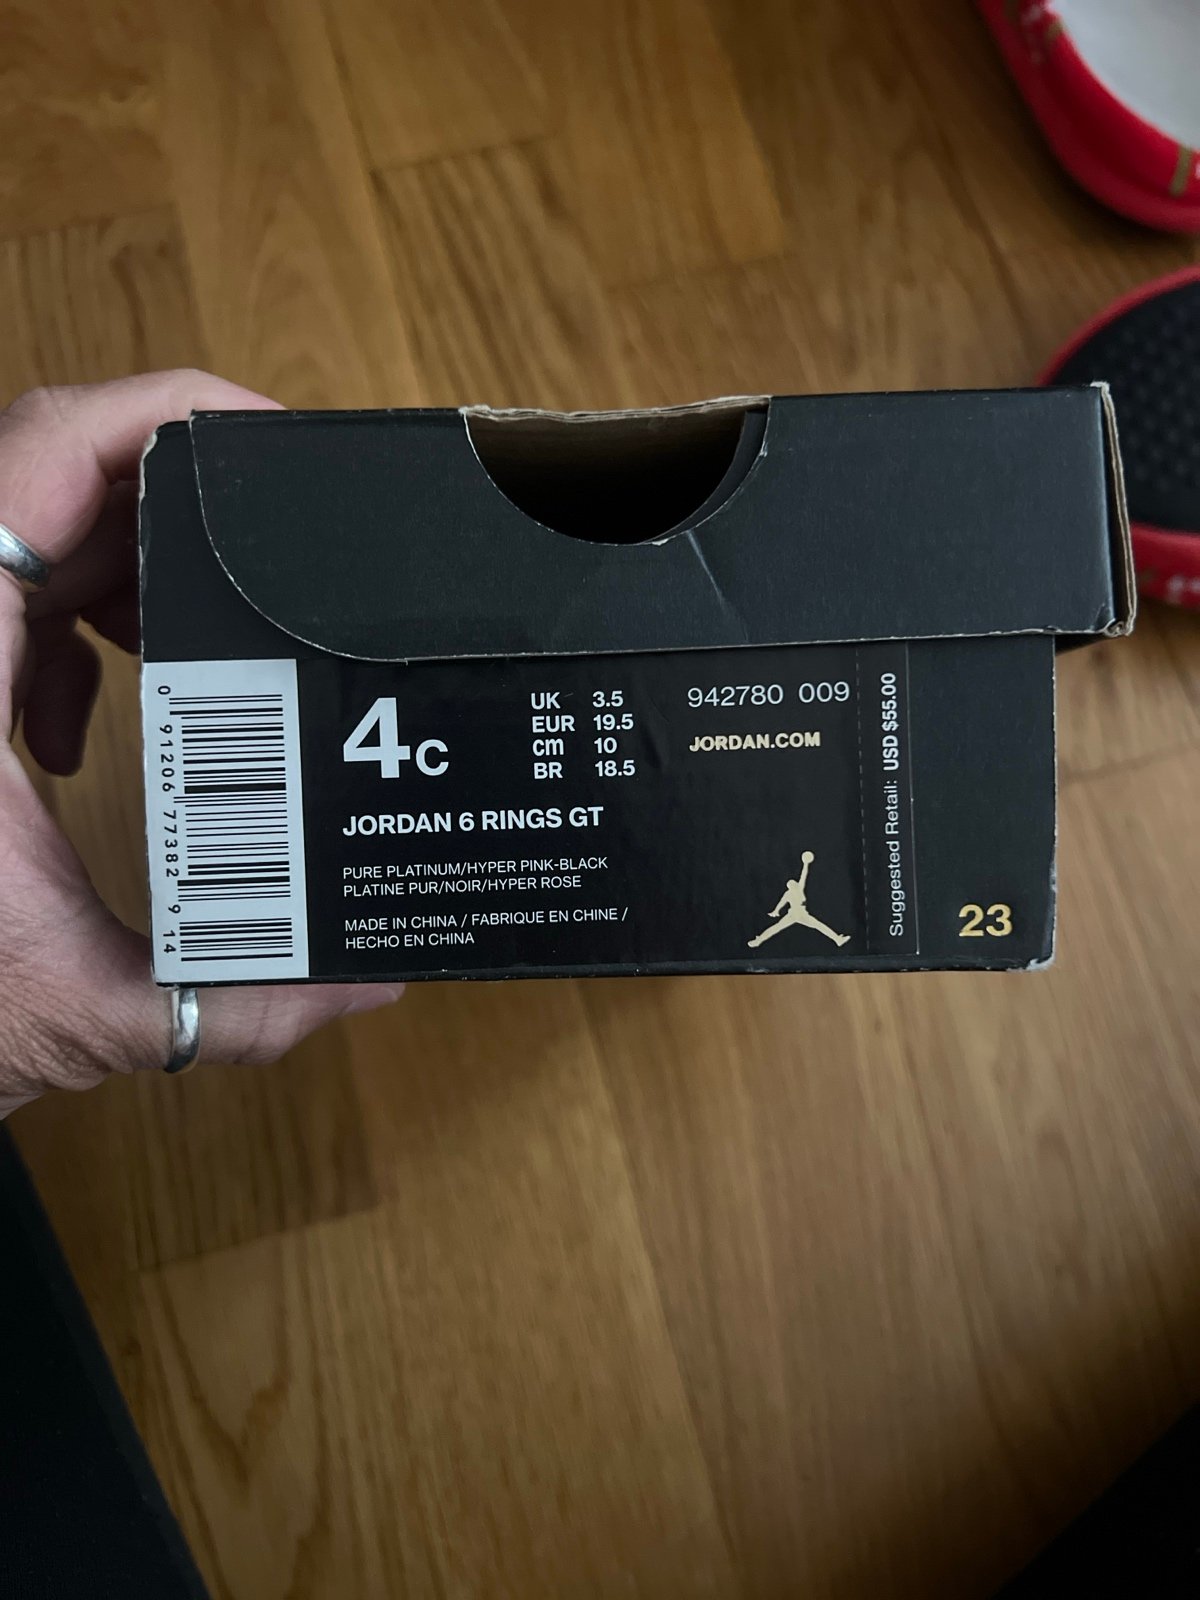 0 91206 77382 9 14
4C
UK 3.5
EUR 19.5
cm 10
BR 18.5
942780 009
JORDAN.COM
JORDAN 6 RINGS GT
PURE PLATINUM/HYPER PINK-BLACK
PLATINE PUR/NOIR/HYPER ROSE
MADE IN CHINA / FABRIQUE EN CHINE /
HECHO EN CHINA
Suggested Retail: USD $55.00
23